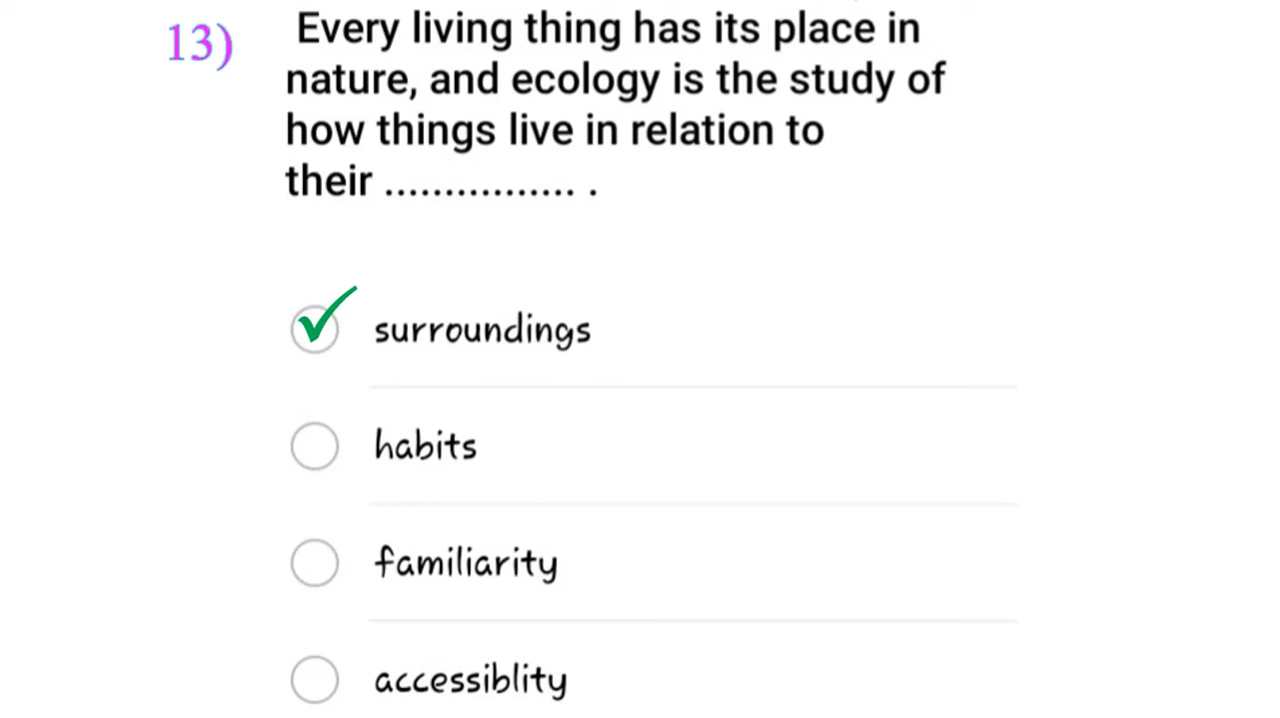 13) Every living thing has its place in
nature, and ecology is the study of
how things live in relation to
their ................ .
surroundings
habits
familiarity
accessiblity